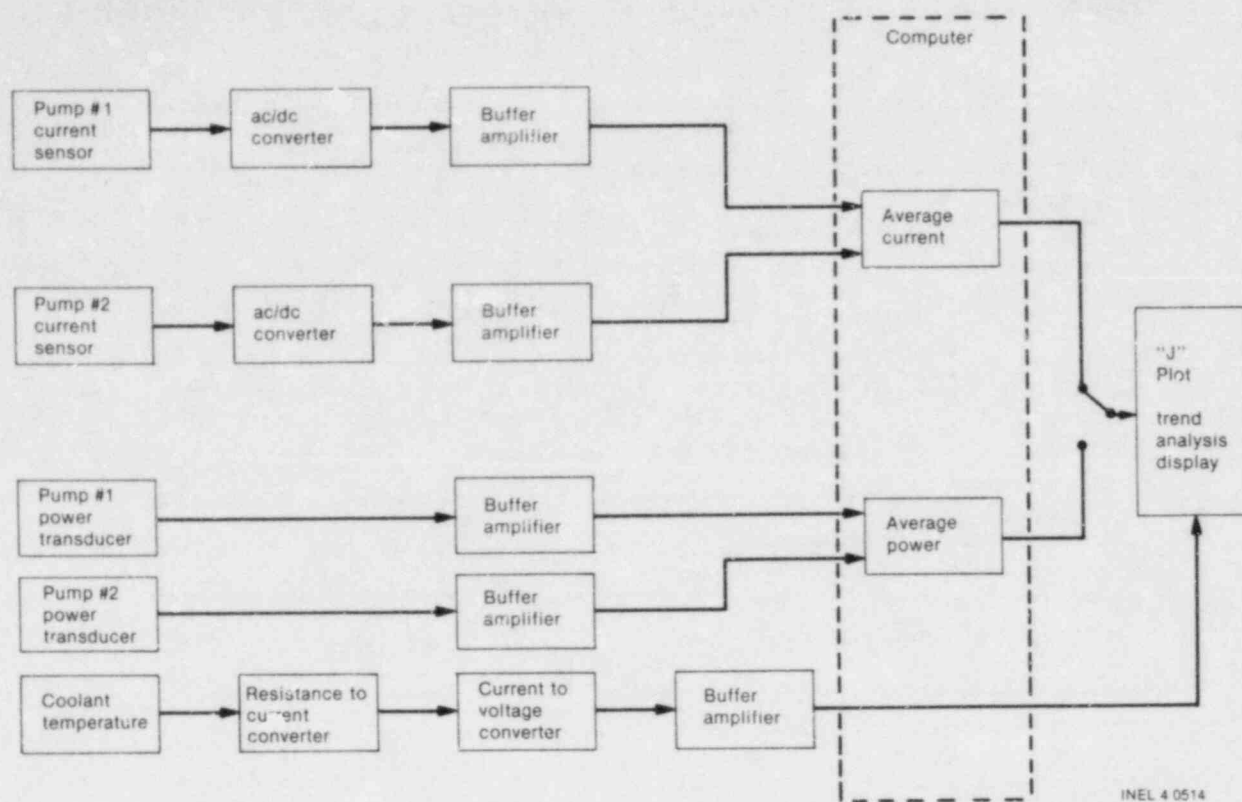 Computer
Pump #1
current
sensor
ac/dc
converter
Buffer
amplifier
Average
current
Pump #2
current
sensor
ac/dc
converter
Buffer
amplifier
"J"
Plot
trend
analysis
display
Pump #1
power
transducer
Buffer
amplifier
Average
power
Pump #2
power
transducer
Buffer
amplifier
Coolant
temperature
Resistance to
current
converter
Current to
voltage
converter
Buffer
amplifier
INEL 4 0514